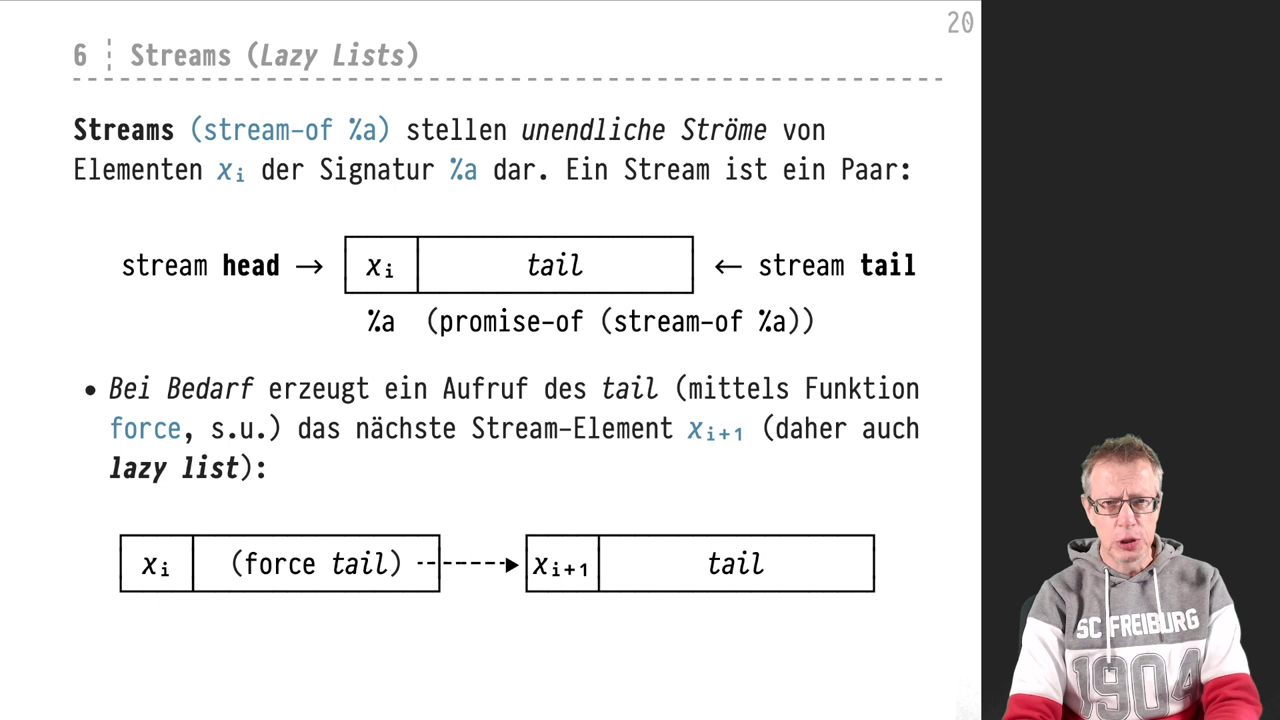 20
6 ¦ Streams (Lazy Lists)
Streams (stream-of %a) stellen unendliche Ströme von
Elementen xᵢ der Signatur %a dar. Ein Stream ist ein Paar:
stream head → xᵢ tail ← stream tail
%a (promise-of (stream-of %a))
• Bei Bedarf erzeugt ein Aufruf des tail (mittels Funktion
force, s.u.) das nächste Stream-Element xᵢ₊₁ (daher auch
lazy list):
xᵢ (force tail) xᵢ₊₁ tail
SC FREIBURG
1904